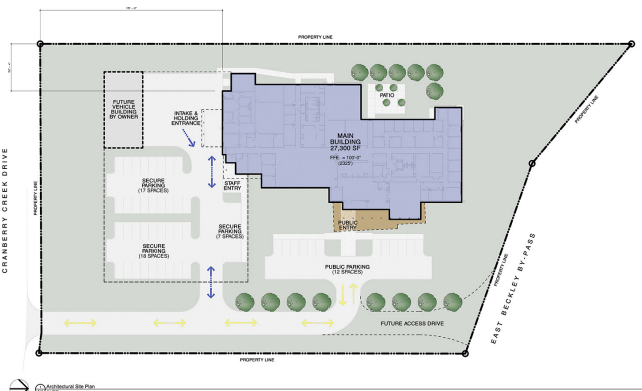 PROPERTY LINE
FUTURE
VEHICLE
BUILDING
BY OWNER
INTAKE &
HOLDING
ENTRANCE
PATIO
MAIN
BUILDING
27,300 SF
FFE. = 100'-0"
(2325')
PROPERTY LINE
CRANBERRY CREEK DRIVE
PROPERTY LINE
SECURE
PARKING
(17 SPACES)
STAFF
ENTRY
SECURE
PARKING
(7 SPACES)
PUBLIC
ENTRY
SECURE
PARKING
(18 SPACES)
PUBLIC PARKING
(12 SPACES)
PROPERTY LINE
EAST BECKLEY BY-PASS
FUTURE ACCESS DRIVE
PROPERTY LINE
Architectural Site Plan